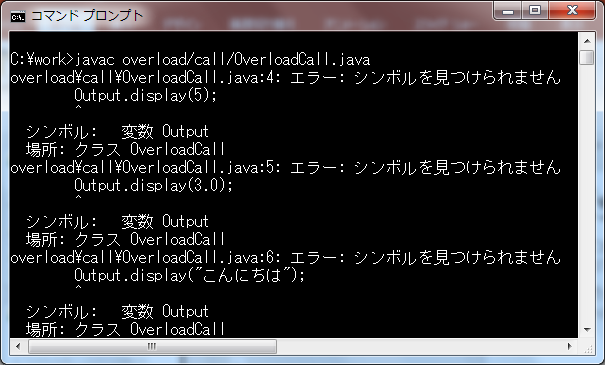 コマンド プロンプト
C:¥work>javac overload/call/OverloadCall.java
overload¥call¥OverloadCall.java:4: エラー: シンボルを見つけられません
Output.display(5);
^
シンボル: 変数 Output
場所: クラス OverloadCall
overload¥call¥OverloadCall.java:5: エラー: シンボルを見つけられません
Output.display(3.0);
^
シンボル: 変数 Output
場所: クラス OverloadCall
overload¥call¥OverloadCall.java:6: エラー: シンボルを見つけられません
Output.display("こんにちは");
^
シンボル: 変数 Output
場所: クラス OverloadCall